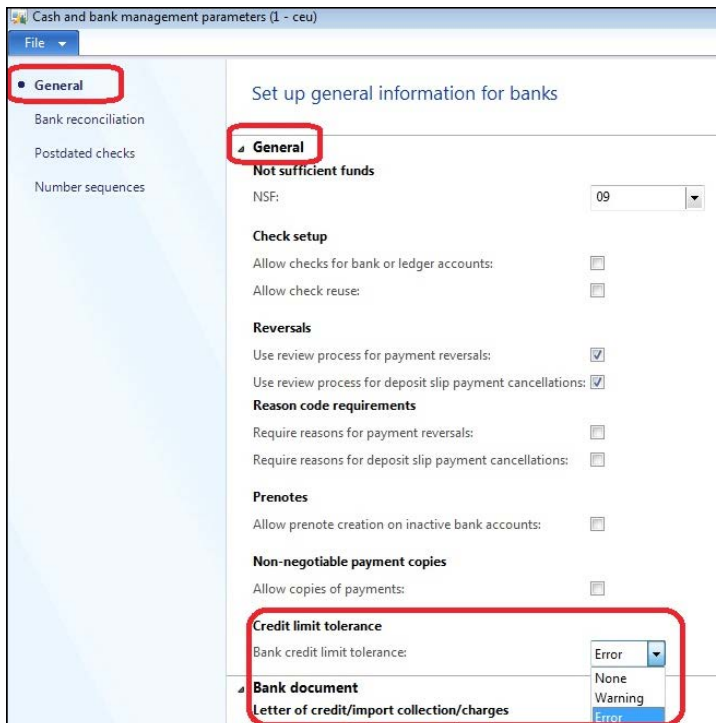 Cash and bank management parameters (1 - ceu)
File
General
Bank reconciliation
Postdated checks
Number sequences
Set up general information for banks
General
Not sufficient funds
NSF: 09
Check setup
Allow checks for bank or ledger accounts:
Allow check reuse:
Reversals
Use review process for payment reversals:
Use review process for deposit slip payment cancellations:
Reason code requirements
Require reasons for payment reversals:
Require reasons for deposit slip payment cancellations:
Prenotes
Allow prenote creation on inactive bank accounts:
Non-negotiable payment copies
Allow copies of payments:
Credit limit tolerance
Bank credit limit tolerance: Error
None
Warning
Error
Bank document
Letter of credit/import collection/charges